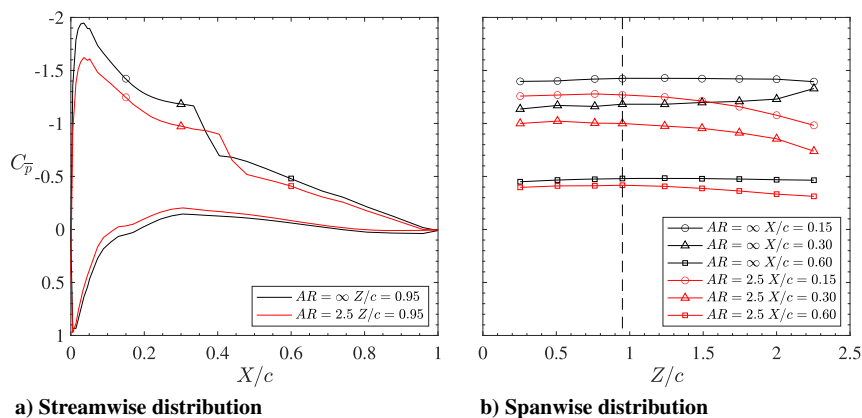 -2
-1.5
-1
-0.5
0
0.5
1
C_{\overline{p}}
AR = ∞ Z/c = 0.95
AR = 2.5 Z/c = 0.95
0 0.2 0.4 0.6 0.8 1
X/c
a) Streamwise distribution
AR = ∞ X/c = 0.15
AR = ∞ X/c = 0.30
AR = ∞ X/c = 0.60
AR = 2.5 X/c = 0.15
AR = 2.5 X/c = 0.30
AR = 2.5 X/c = 0.60
0 0.5 1 1.5 2 2.5
Z/c
b) Spanwise distribution